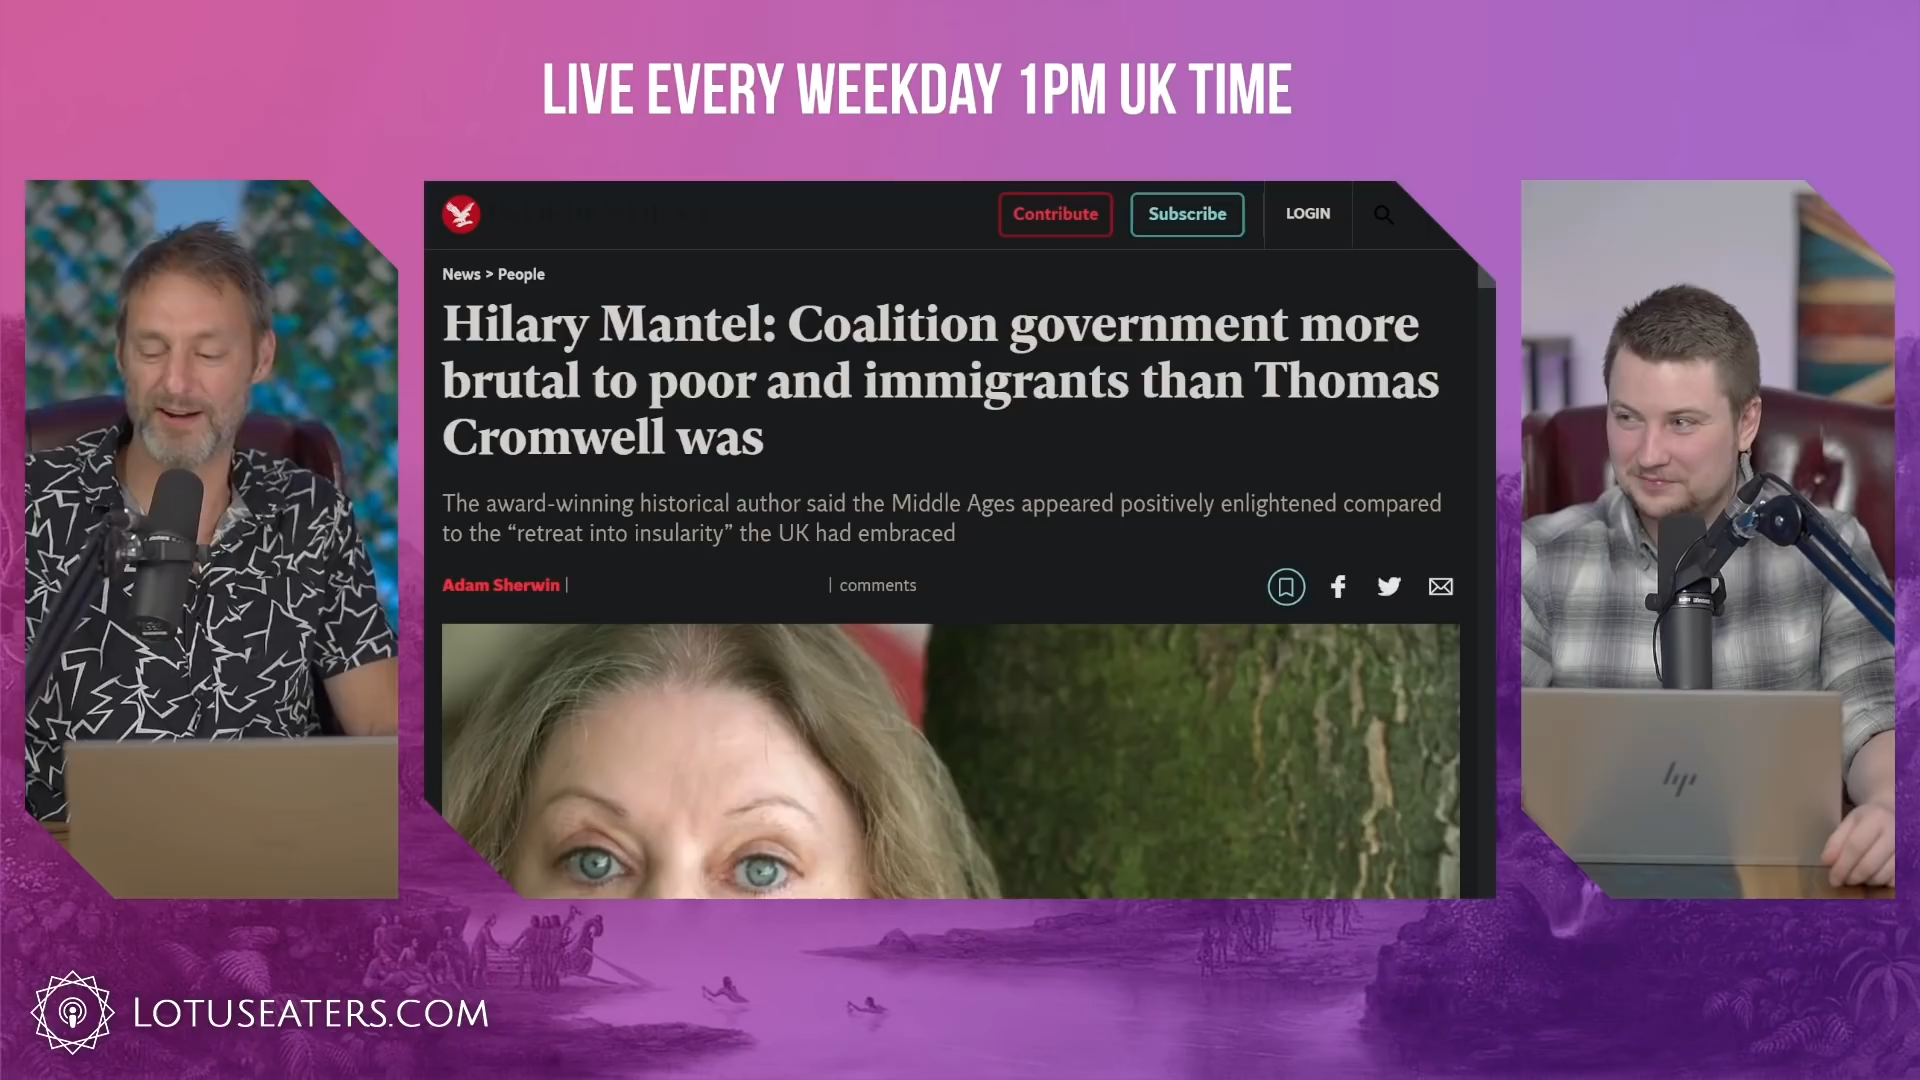 LIVE EVERY WEEKDAY 1PM UK TIME
Contribute
Subscribe
LOGIN
News > People
Hilary Mantel: Coalition government more
brutal to poor and immigrants than Thomas
Cromwell was
The award-winning historical author said the Middle Ages appeared positively enlightened compared
to the “retreat into insularity” the UK had embraced
Adam Sherwin |
| comments
hp
LOTUSEATERS.COM